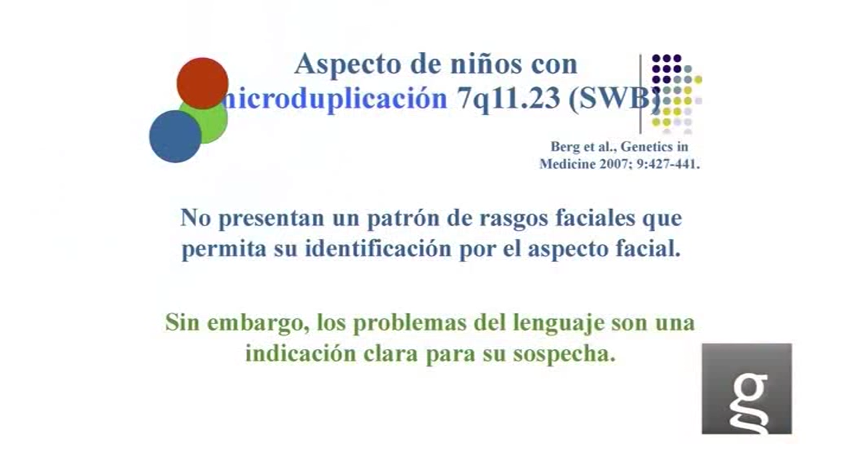 Aspecto de niños con
microduplicación 7q11.23 (SWB)
Berg et al., Genetics in
Medicine 2007; 9:427-441.
No presentan un patrón de rasgos faciales que
permita su identificación por el aspecto facial.
Sin embargo, los problemas del lenguaje son una
indicación clara para su sospecha.
g